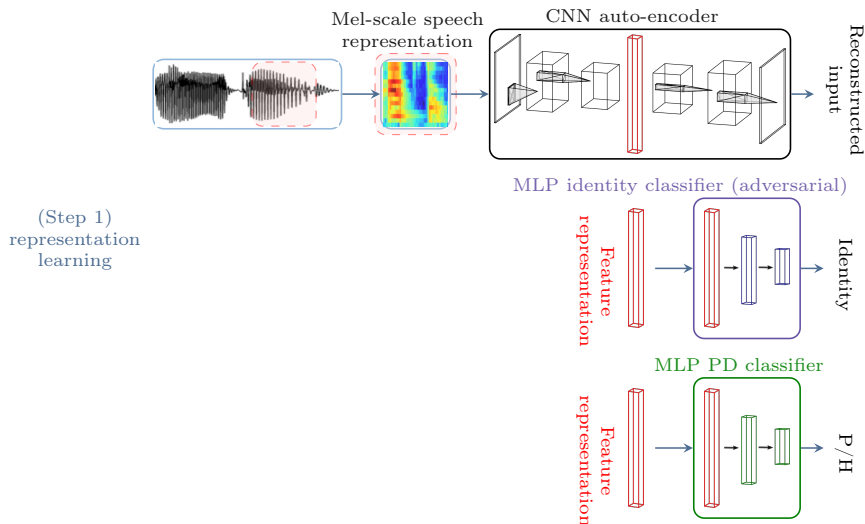 Mel-scale speech
representation
CNN auto-encoder
Reconstructed
input
MLP identity classifier (adversarial)
(Step 1)
representation
learning
Feature
representation
Identity
MLP PD classifier
Feature
representation
P/H